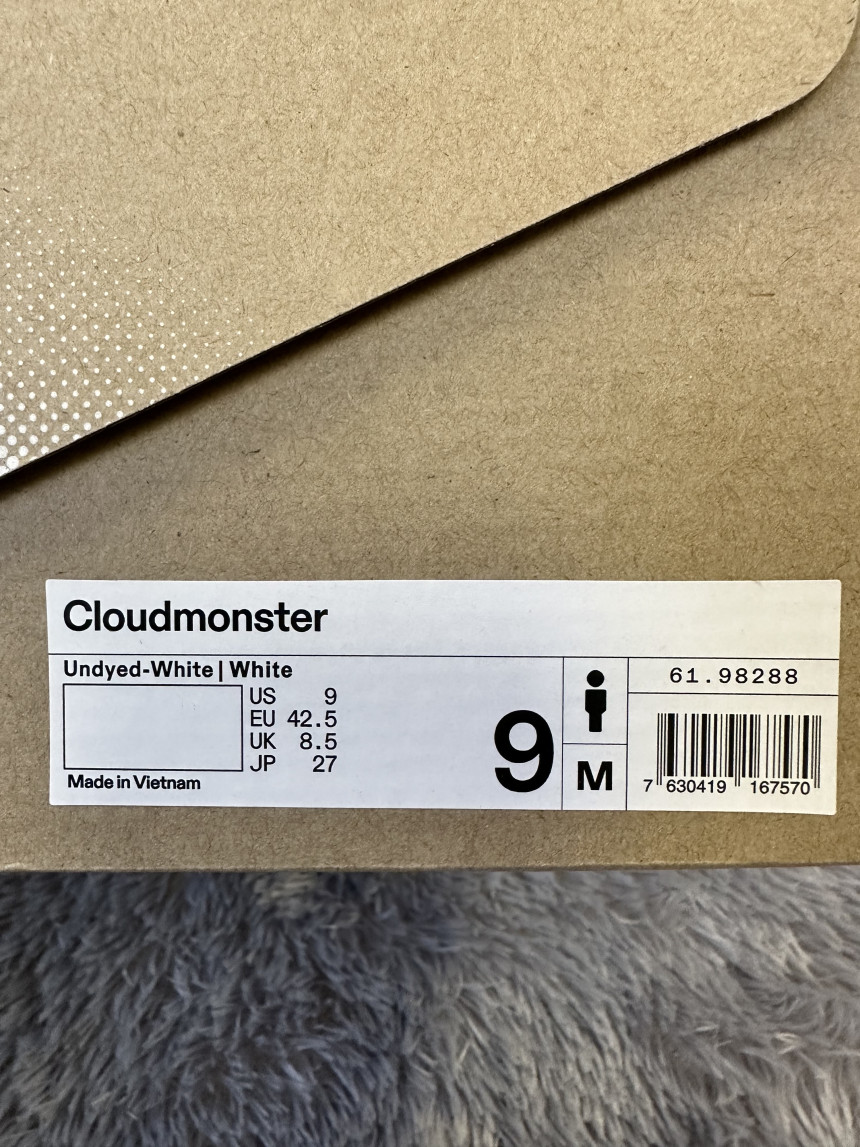 Cloudmonster
Undyed-White | White
US 9
EU 42.5
UK 8.5
JP 27
Made in Vietnam
9
M
61.98288
7 630419 167570